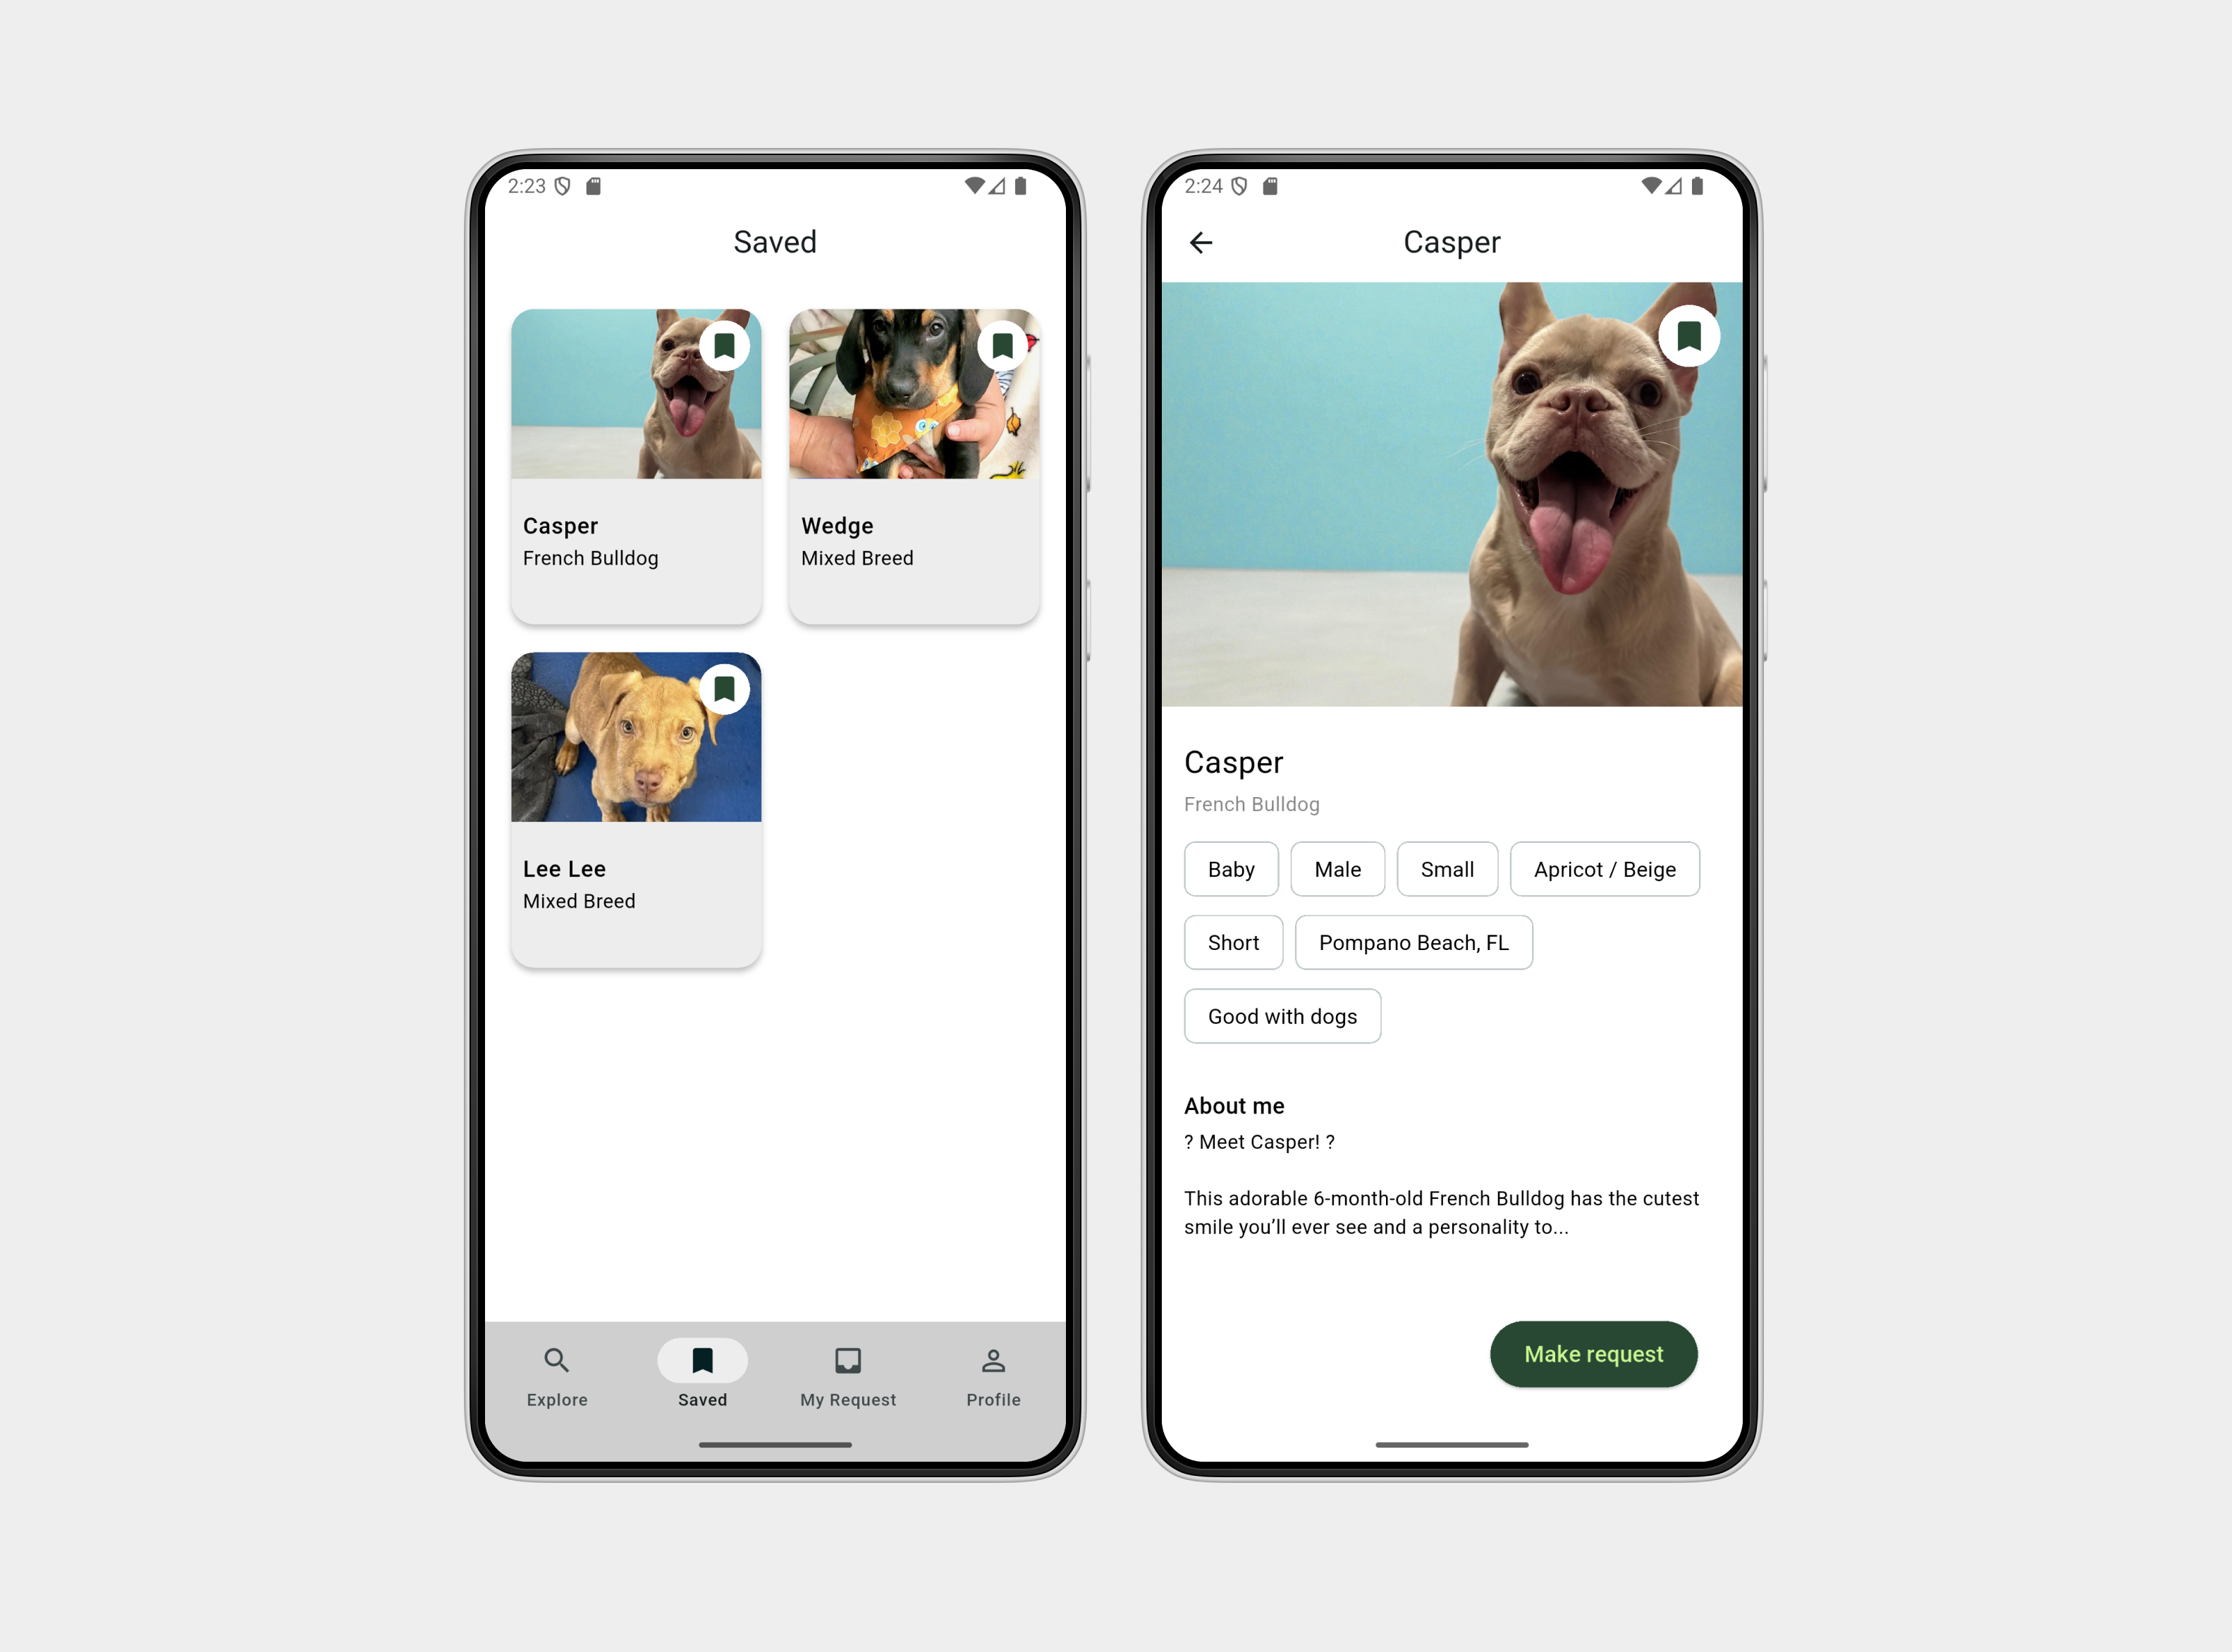 2:23
Saved
Casper
French Bulldog
Wedge
Mixed Breed
Lee Lee
Mixed Breed
Explore
Saved
My Request
Profile
2:24
Casper
Casper
French Bulldog
Baby
Male
Small
Apricot / Beige
Short
Pompano Beach, FL
Good with dogs
About me
? Meet Casper! ?
This adorable 6-month-old French Bulldog has the cutest
smile you’ll ever see and a personality to...
Make request